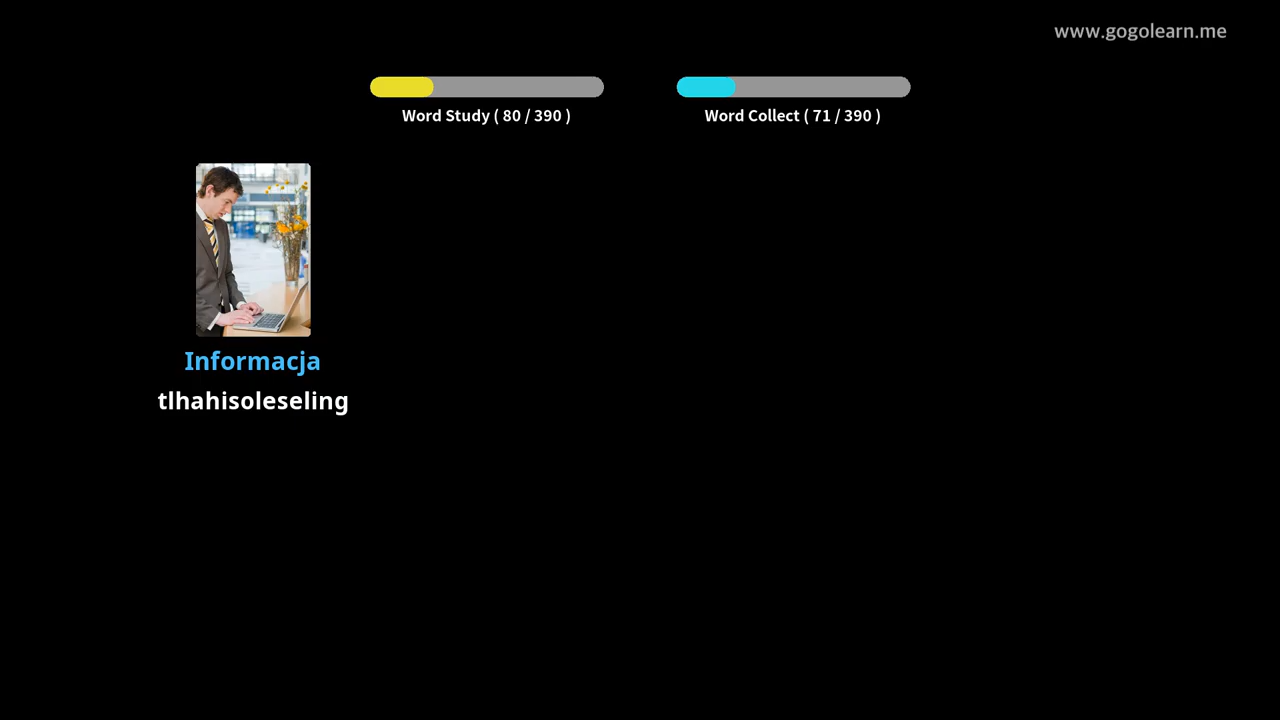 www.gogolearn.me
Word Study ( 80 / 390 )
Word Collect ( 71 / 390 )
Informacja
tlhahisoleseling